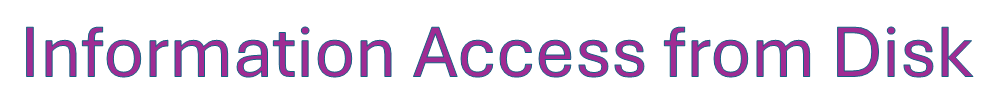 Information Access from Disk